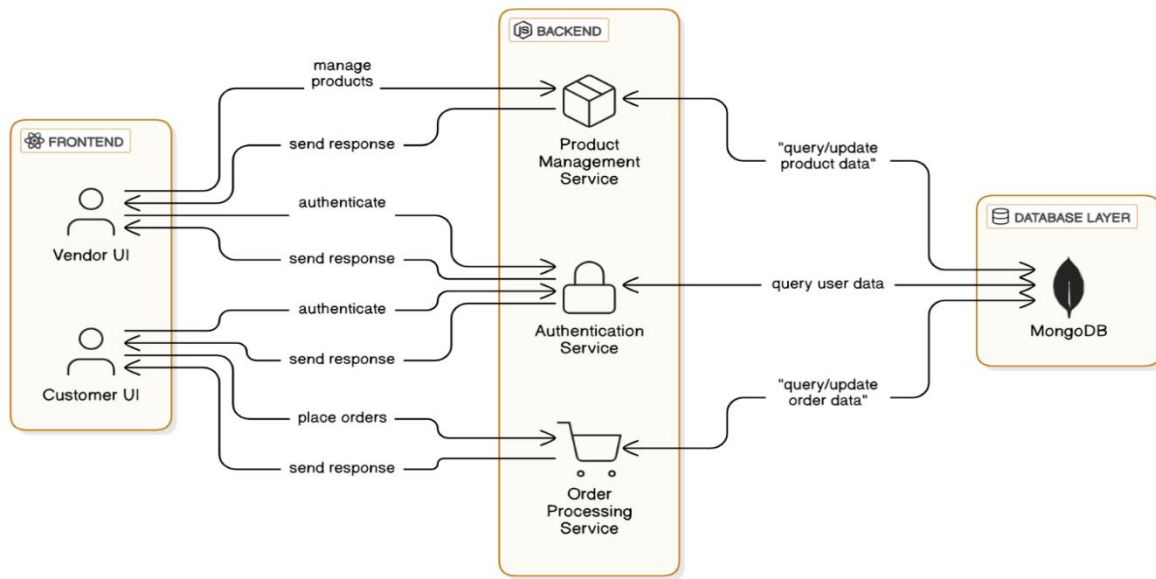 JS BACKEND
manage
products
FRONTEND
send response
Product
Management
Service
"query/update
product data"
authenticate
DATABASE LAYER
Vendor UI
send response
query user data
authenticate
Authentication
Service
MongoDB
send response
Customer UI
"query/update
order data"
place orders
send response
Order
Processing
Service